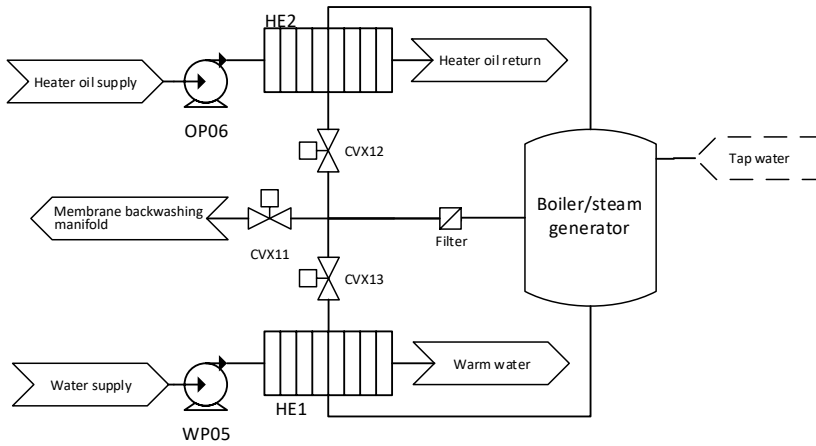 HE2
Heater oil supply
Heater oil return
OP06
CVX12
Tap water
Membrane backwashing
manifold
Boiler/steam
generator
CVX11
Filter
CVX13
Water supply
Warm water
HE1
WP05